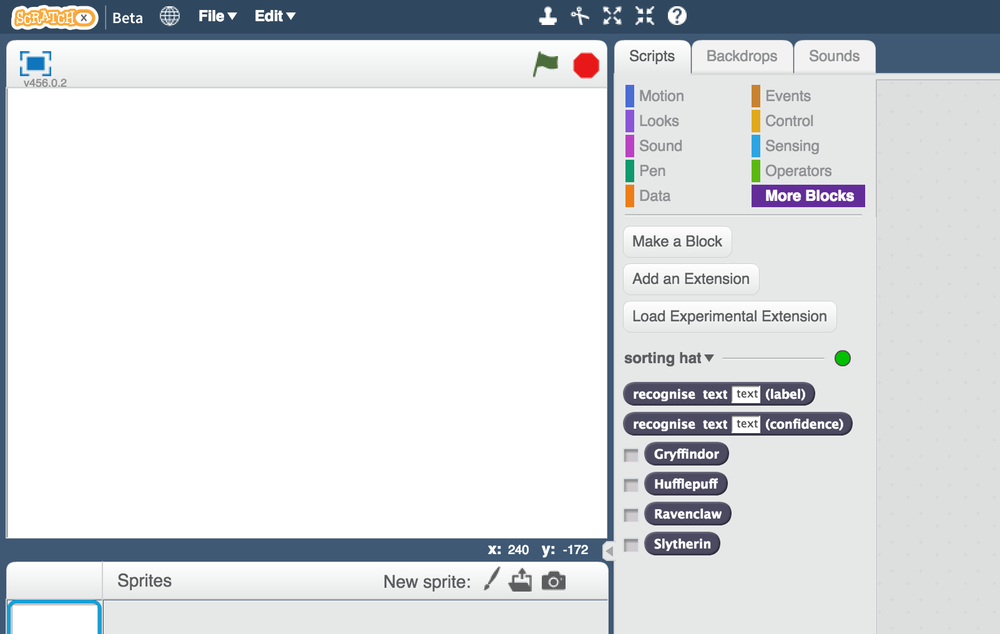 SCRATCH X Beta File Edit
v456.0.2
Scripts Backdrops Sounds
Motion Events
Looks Control
Sound Sensing
Pen Operators
Data More Blocks
Make a Block
Add an Extension
Load Experimental Extension
sorting hat
recognise text text (label)
recognise text text (confidence)
Gryffindor
Hufflepuff
Ravenclaw
Slytherin
x: 240 y: -172
Sprites New sprite: